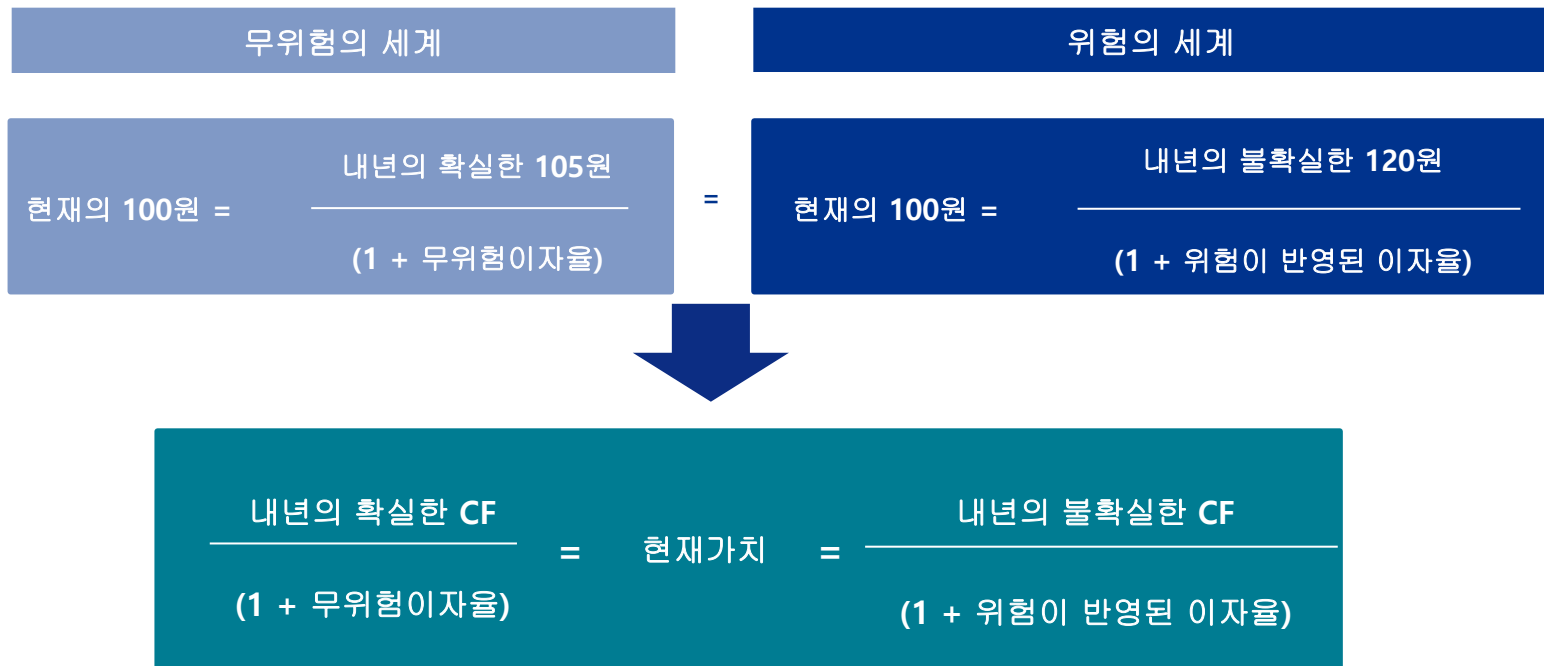 무위험의 세계
위험의 세계
내년의 확실한 105원
현재의 100원 =
(1 + 무위험이자율)
=
내년의 불확실한 120원
현재의 100원 =
(1 + 위험이 반영된 이자율)
내년의 확실한 CF
(1 + 무위험이자율)
=
현재가치
=
내년의 불확실한 CF
(1 + 위험이 반영된 이자율)